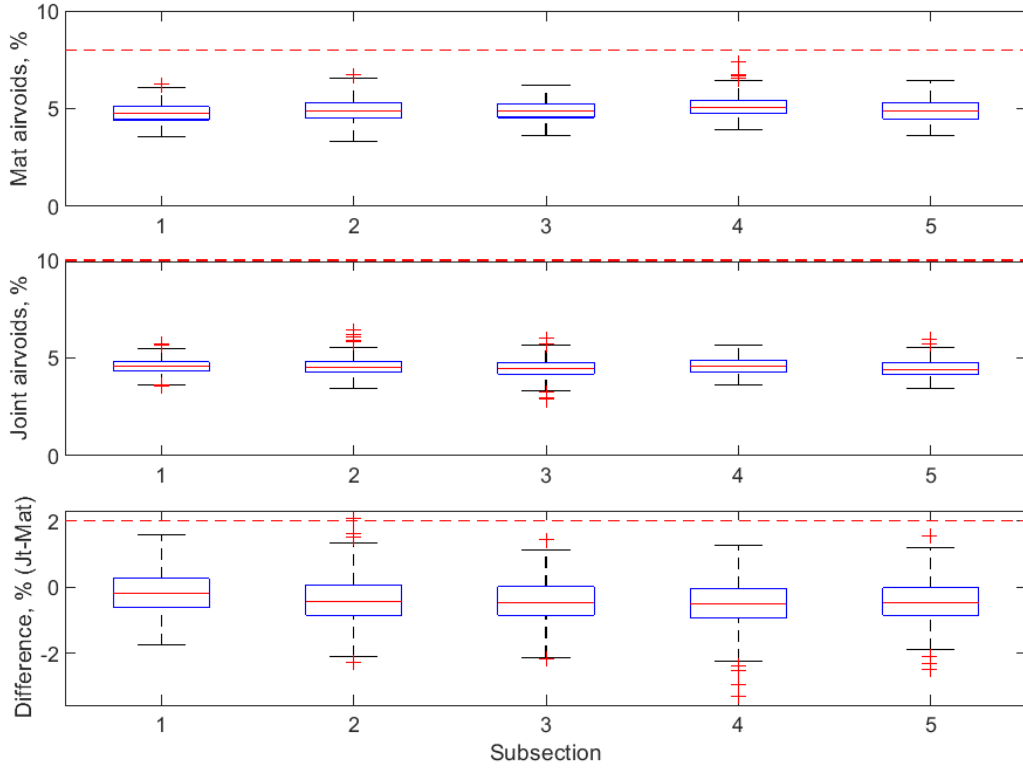 Mat airvoids, %
10
5
0
1 2 3 4 5
Joint airvoids, %
10
5
0
1 2 3 4 5
Difference, % (Jt-Mat)
2
0
-2
1 2 3 4 5
Subsection